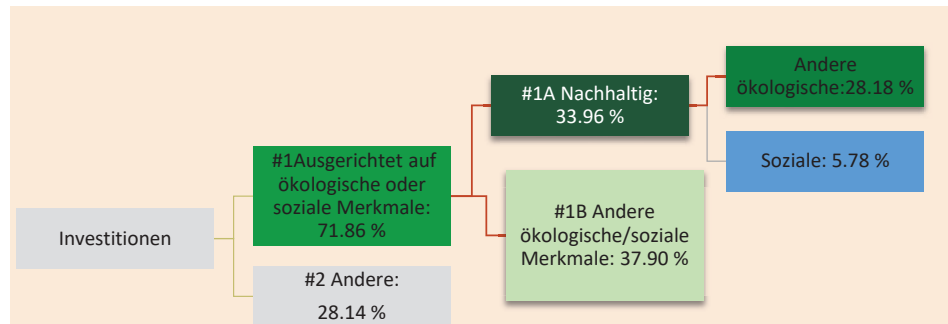 Investitionen
#1Ausgerichtet auf
ökologische oder
soziale Merkmale:
71.86 %
#2 Andere:
28.14 %
#1A Nachhaltig:
33.96 %
#1B Andere
ökologische/soziale
Merkmale: 37.90 %
Andere
ökologische:28.18 %
Soziale: 5.78 %